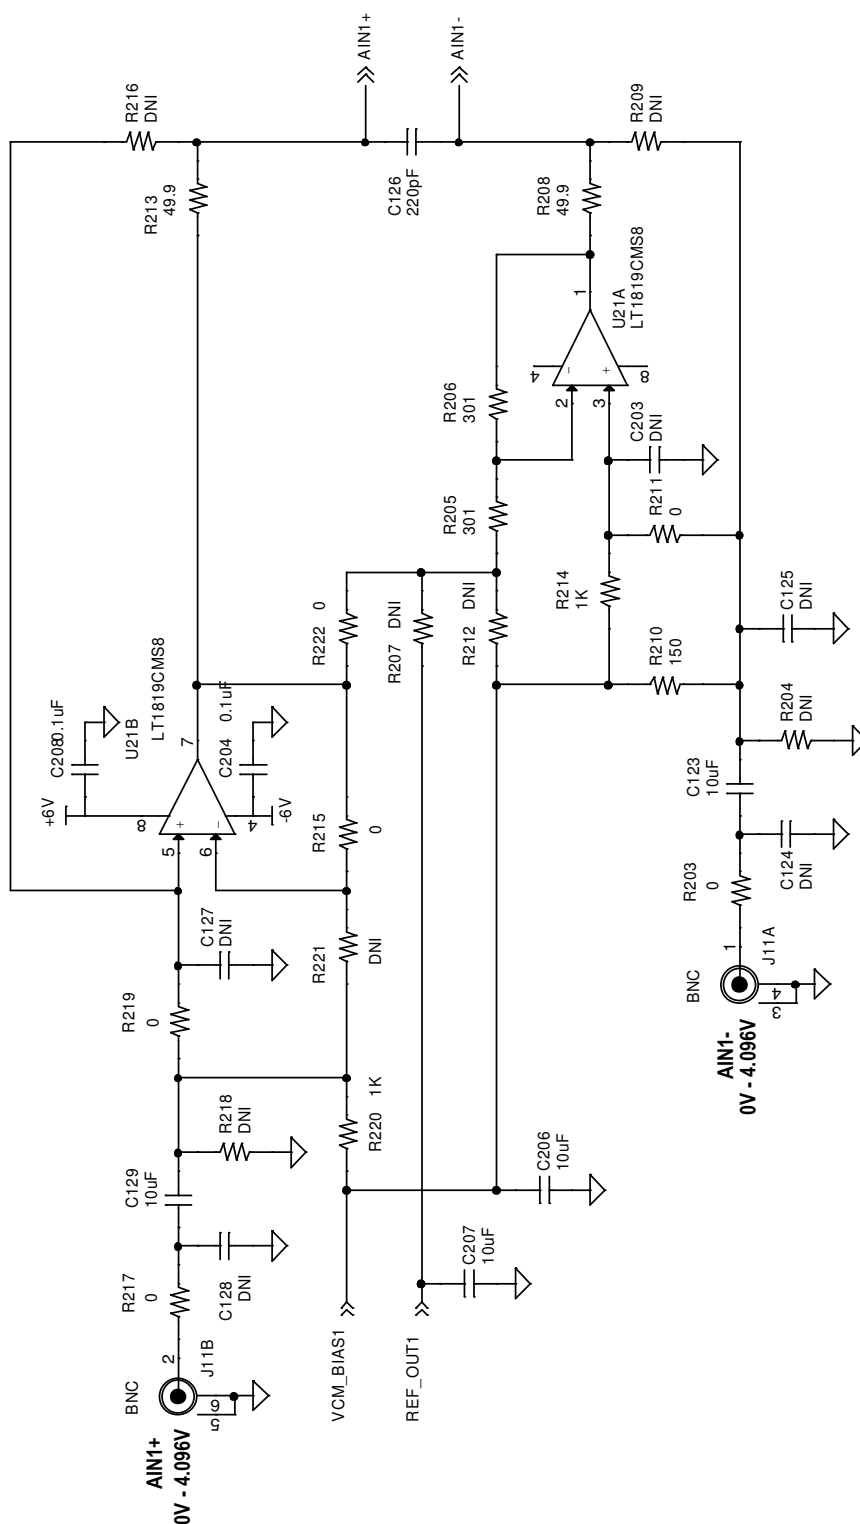 AIN1+
AIN1-
R216
DNI
R209
DNI
R213
49.9
C126
220pF
R208
49.9
1
U21A
LT1819CMS8
4
8
-
+
2
3
R206
301
C203
DNI
R205
301
R211
0
R214
1K
C125
DNI
R222
0
R207
DNI
R212
DNI
R210
150
R204
DNI
C208
0.1uF
U21B
LT1819CMS8
7
C204
0.1uF
+6V
8
4
-6V
+
-
5
6
R215
0
C123
10uF
C124
DNI
R203
0
C127
DNI
R221
DNI
1
J11A
BNC
3
4
AIN1-
0V - 4.096V
R219
0
R218
DNI
R220
1K
C129
10uF
C206
10uF
C128
DNI
C207
10uF
R217
0
VCM_BIAS1
REF_OUT1
2
J11B
BNC
5
6
AIN1+
0V - 4.096V